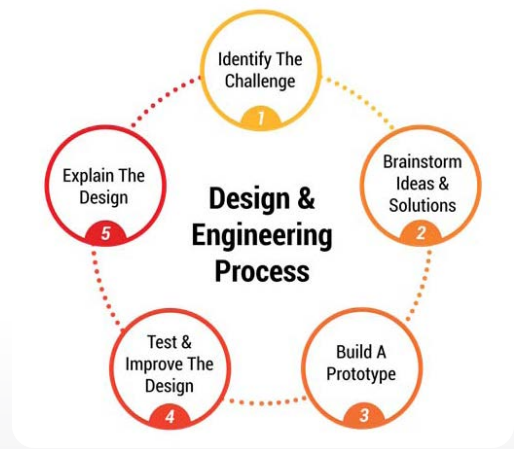 Design &
Engineering
Process
Identify The
Challenge
1
Brainstorm
Ideas &
Solutions
2
Build A
Prototype
3
Test &
Improve The
Design
4
Explain The
Design
5